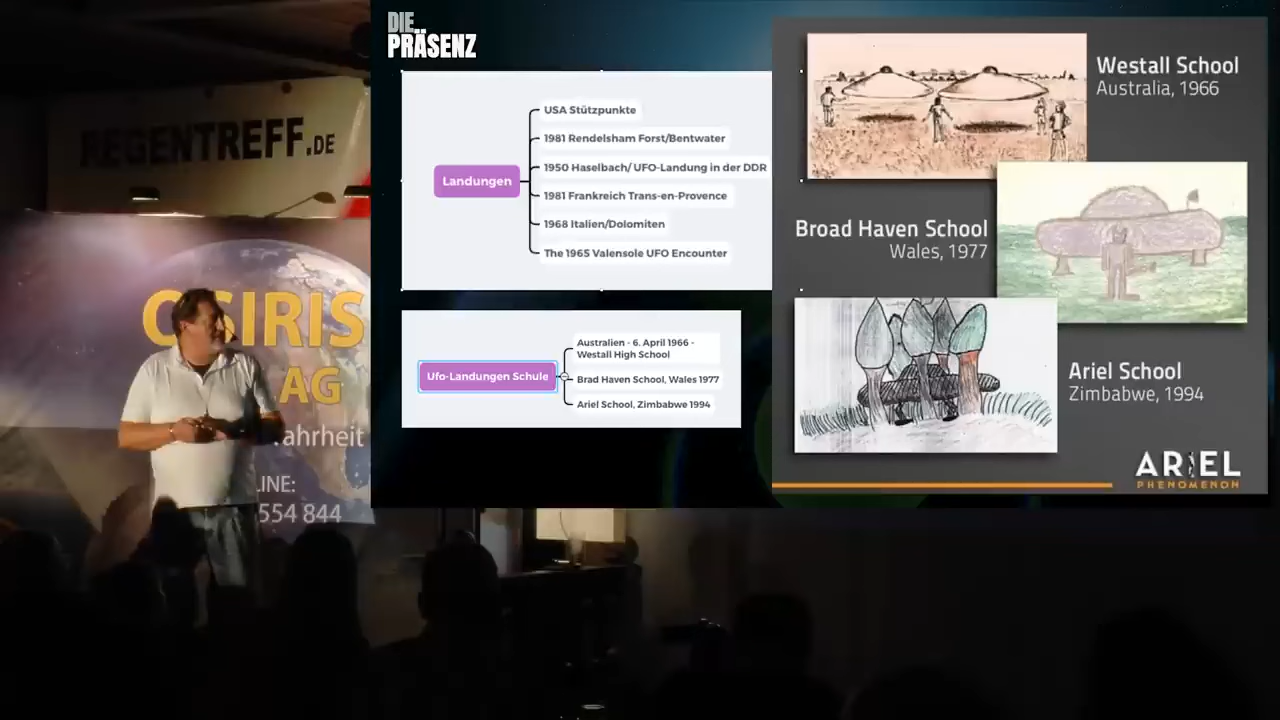 DIE
PRÄSENZ
Landungen
USA Stützpunkte
1981 Rendelsham Forst/Bentwater
1950 Haselbach/ UFO-Landung in der DDR
1981 Frankreich Trans-en-Provence
1968 Italien/Dolomiten
The 1965 Valensole UFO Encounter
Ufo-Landungen Schule
Australien - 6. April 1966 -
Westall High School
Brad Haven School, Wales 1977
Ariel School, Zimbabwe 1994
Westall School
Australia, 1966
Broad Haven School
Wales, 1977
Ariel School
Zimbabwe, 1994
ARIEL
PHENOMENON
REGENTREFF.DE
OSIRIS
AG
ahrheit
LINE:
554 844